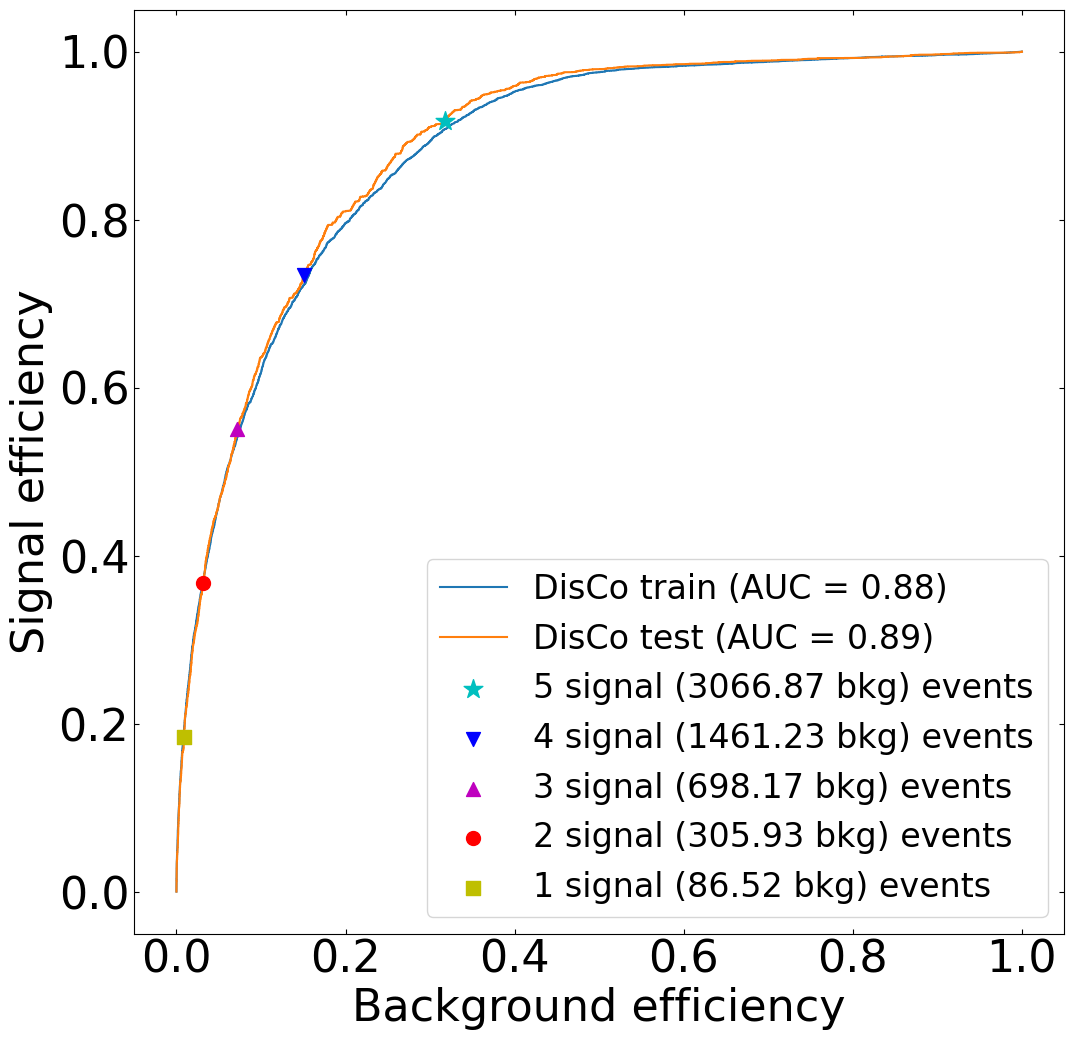 1.0
0.8
0.6
0.4
0.2
0.0
Signal efficiency
DisCo train (AUC = 0.88)
DisCo test (AUC = 0.89)
5 signal (3066.87 bkg) events
4 signal (1461.23 bkg) events
3 signal (698.17 bkg) events
2 signal (305.93 bkg) events
1 signal (86.52 bkg) events
0.0 0.2 0.4 0.6 0.8 1.0
Background efficiency